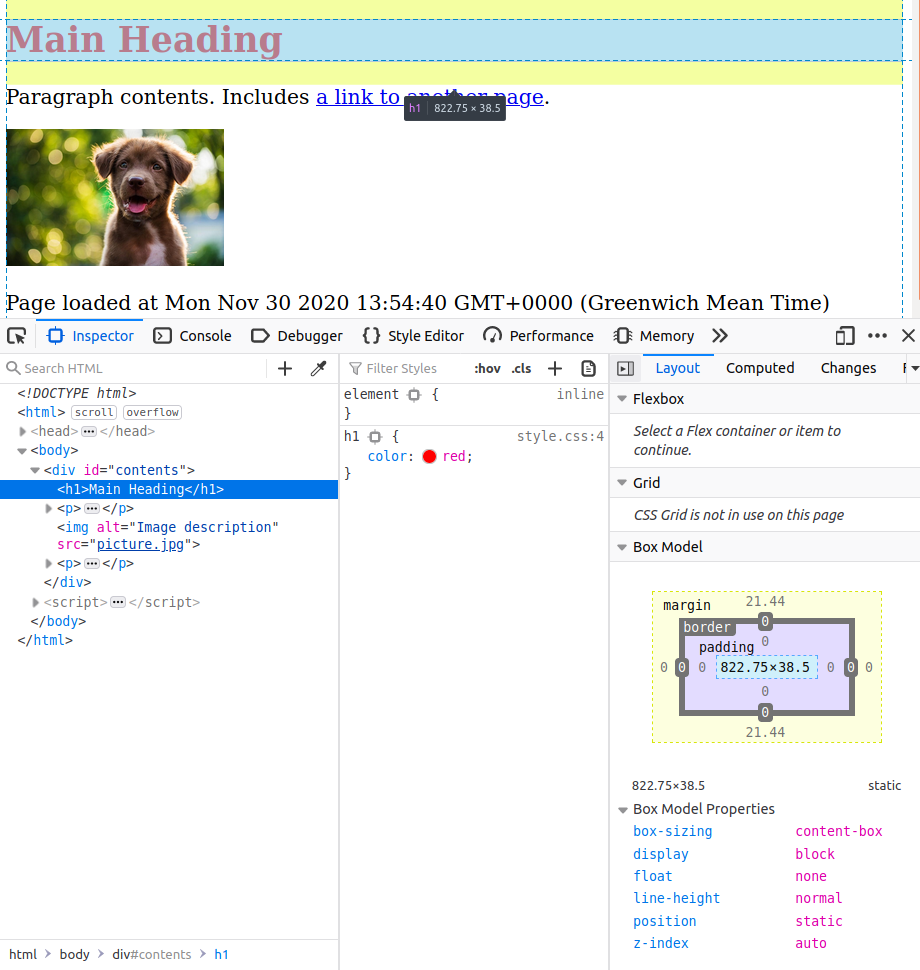 Main Heading
Paragraph contents. Includes a link to another page.
h1 822.75 × 38.5
Page loaded at Mon Nov 30 2020 13:54:40 GMT+0000 (Greenwich Mean Time)
Inspector Console Debugger Style Editor Performance Memory
Search HTML
<!DOCTYPE html>
<html> scroll overflow
<head> ••• </head>
<body>
<div id="contents">
<h1>Main Heading</h1>
<p> ••• </p>
<img alt="Image description"
src="picture.jpg">
<p> ••• </p>
</div>
<script> ••• </script>
</body>
</html>
html > body > div#contents > h1
Filter Styles :hov .cls +
element { inline
}
h1 { style.css:4
color: red;
}
Layout Computed Changes F
Flexbox
Select a Flex container or item to
continue.
Grid
CSS Grid is not in use on this page
Box Model
margin 21.44
border 0
0
padding
0 0 0 822.75×38.5 0 0 0
0
0
21.44
822.75×38.5 static
Box Model Properties
box-sizing content-box
display block
float none
line-height normal
position static
z-index auto